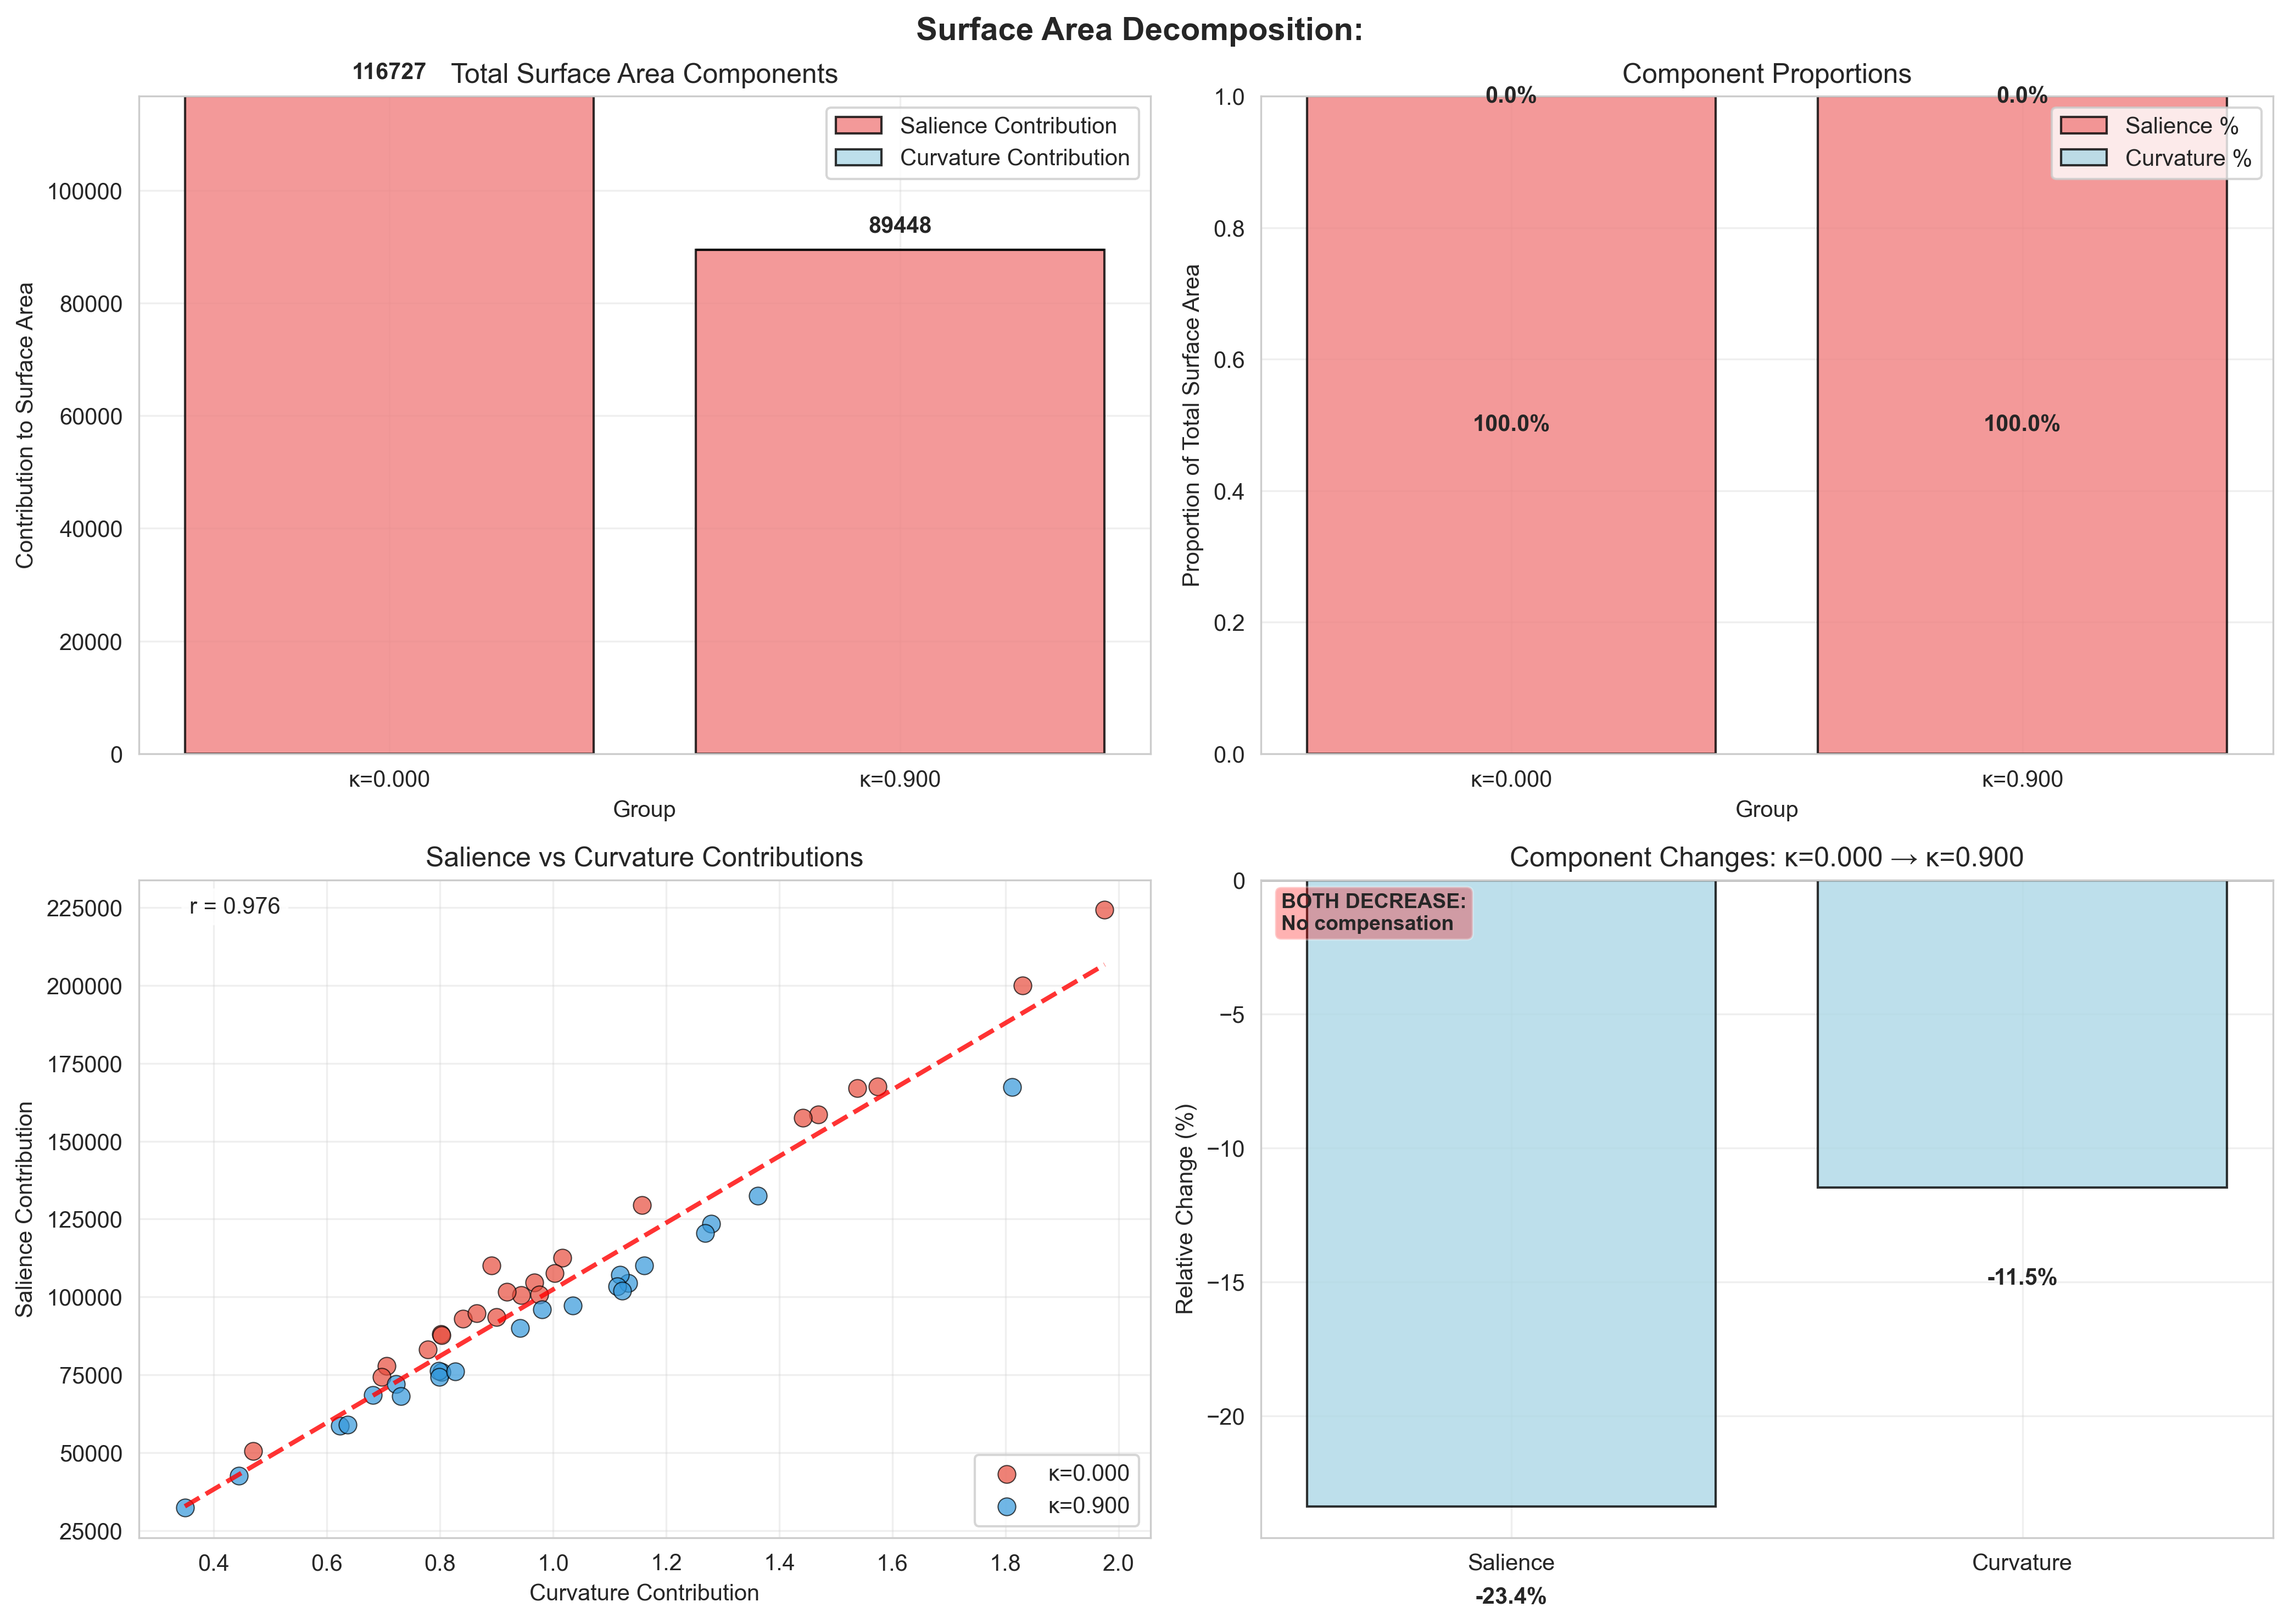 Surface Area Decomposition:
Total Surface Area Components
116727
89448
Salience Contribution
Curvature Contribution
Contribution to Surface Area
100000
80000
60000
40000
20000
0
κ=0.000
κ=0.900
Group
Component Proportions
0.0%
0.0%
Salience %
Curvature %
100.0%
100.0%
Proportion of Total Surface Area
1.0
0.8
0.6
0.4
0.2
0.0
κ=0.000
κ=0.900
Group
Salience vs Curvature Contributions
r = 0.976
Salience Contribution
225000
200000
175000
150000
125000
100000
75000
50000
25000
κ=0.000
κ=0.900
0.4
0.6
0.8
1.0
1.2
1.4
1.6
1.8
2.0
Curvature Contribution
Component Changes: κ=0.000 → κ=0.900
BOTH DECREASE:
No compensation
Relative Change (%)
0
−5
−10
−15
−20
-11.5%
Salience
Curvature
-23.4%